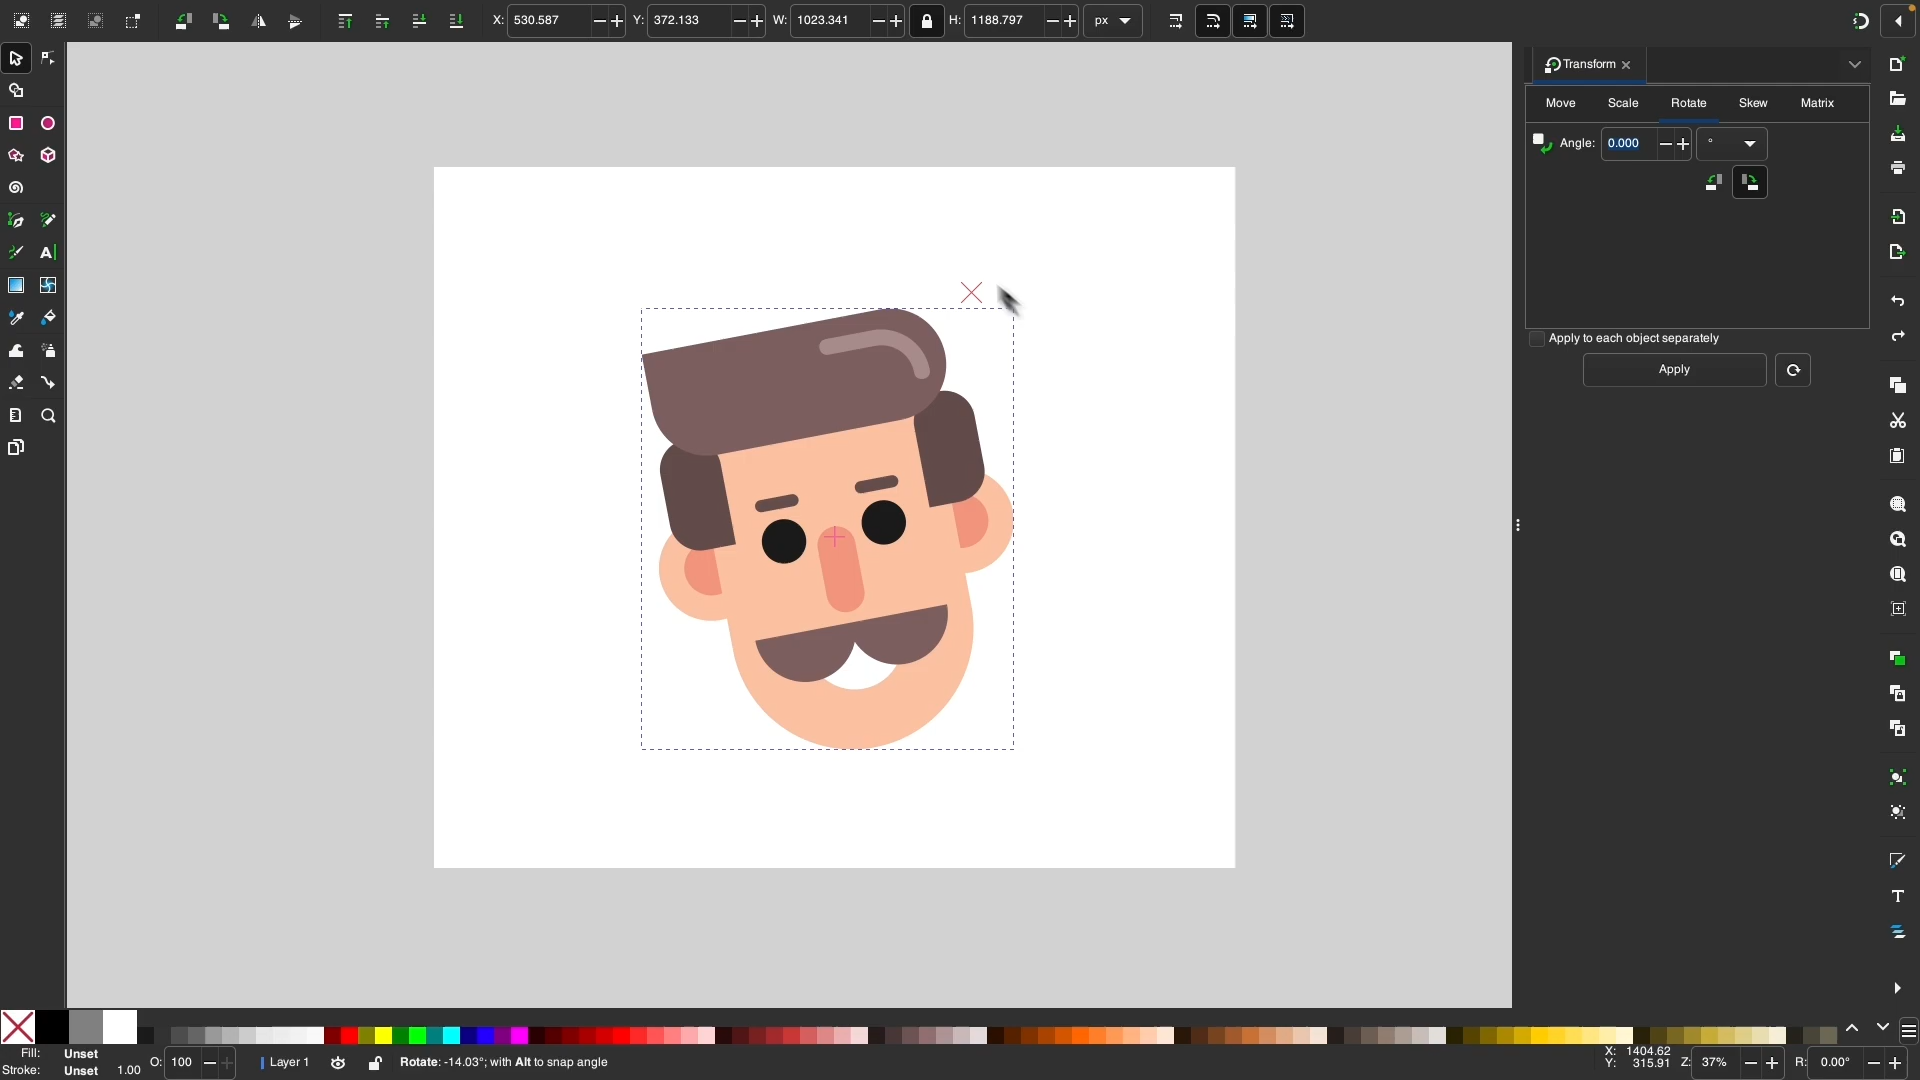 X: 530.587 Y: 372.133 W: 1023.341 H: 1188.797 px
Transform
Move Scale Rotate Skew Matrix
Angle: 0.000 °
Apply to each object separately
Apply
Fill: Unset
Stroke: Unset 1.00
O: 100
Layer 1
Rotate: -14.03°; with Alt to snap angle
X: 1404.62
Y: 315.91
Z: 37%
R: 0.00°